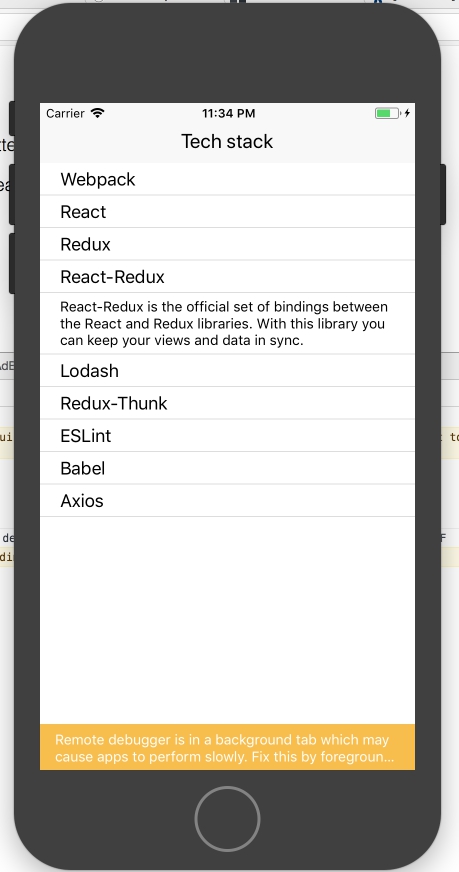 Carrier 11:34 PM
Tech stack
Webpack
React
Redux
React-Redux
React-Redux is the official set of bindings between
the React and Redux libraries. With this library you
can keep your views and data in sync.
Lodash
Redux-Thunk
ESLint
Babel
Axios
Remote debugger is in a background tab which may
cause apps to perform slowly. Fix this by foregroun...